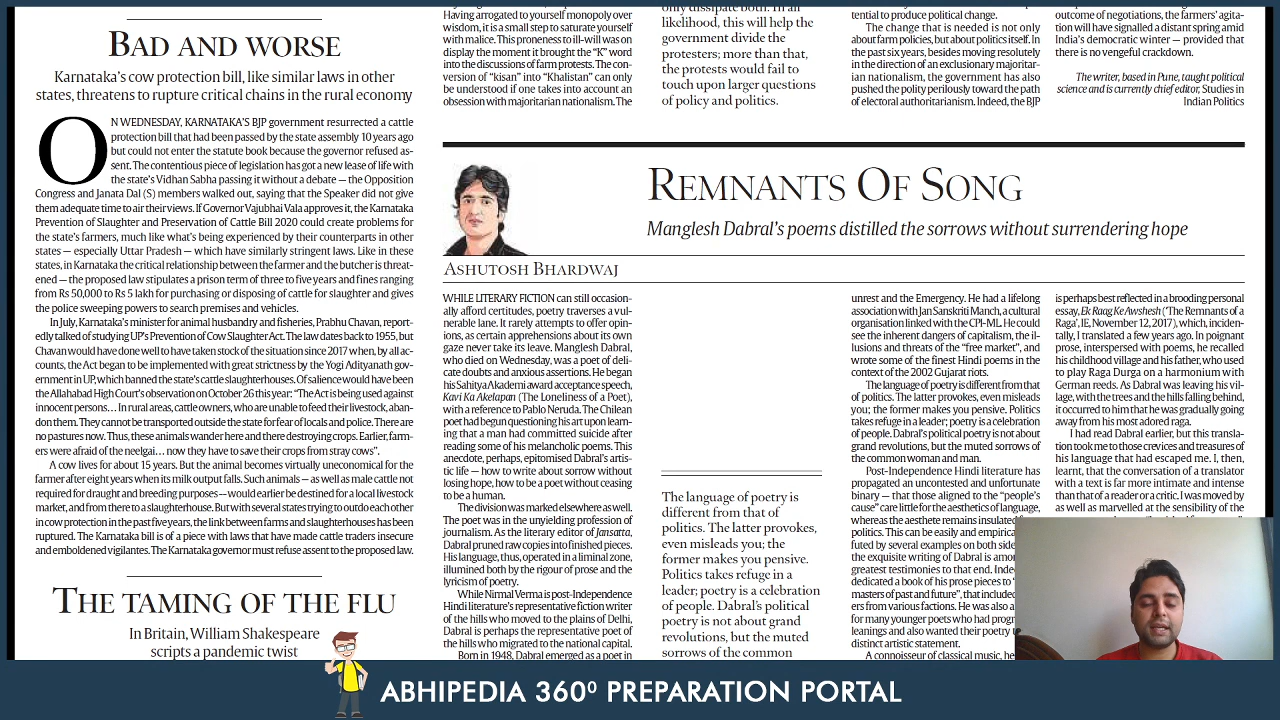 BAD AND WORSE
Karnataka's cow protection bill, like similar laws in other
states, threatens to rupture critical chains in the rural economy
ON WEDNESDAY, KARNATAKA'S BJP government resurrected a cattle
protection bill that had been passed by the state assembly 10 years ago
but could not enter the statute book because the governor refused as-
sent. The contentious piece of legislation has got a new lease of life with
the state's Vidhan Sabha passing it without a debate — the Opposition
Congress and Janata Dal (S) members walked out, saying that the Speaker did not give
them adequate time to air their views. If Governor Vajubhai Vala approves it, the Karnataka
Prevention of Slaughter and Preservation of Cattle Bill 2020 could create problems for
the state's farmers, much like what's being experienced by their counterparts in other
states — especially Uttar Pradesh — which have similarly stringent laws. Like in these
states, in Karnataka the critical relationship between the farmer and the butcher is threat-
ened — the proposed law stipulates a prison term of three to five years and fines ranging
from Rs 50,000 to Rs 5 lakh for purchasing or disposing of cattle for slaughter and gives
the police sweeping powers to search premises and vehicles.
In July, Karnataka's minister for animal husbandry and fisheries, Prabhu Chavan, report-
edly talked of studying UP's Prevention of Cow Slaughter Act. The law dates back to 1955, but
Chavan would have done well to have taken stock of the situation since 2017 when, by all ac-
counts, the Act began to be implemented with great strictness by the Yogi Adityanath gov-
ernment in UP, which banned the state's cattle slaughterhouses. Of salience would have been
the Allahabad High Court's observation on October 26 this year: "The Act is being used against
innocent persons... In rural areas, cattle owners, who are unable to feed their livestock, aban-
don them. They cannot be transported outside the state for fear of locals and police. There are
no pastures now. Thus, these animals wander here and there destroying crops. Earlier, farm-
ers were afraid of the neelgai... now they have to save their crops from stray cows".
A cow lives for about 15 years. But the animal becomes virtually uneconomical for the
farmer after eight years when its milk output falls. Such animals — as well as male cattle not
required for draught and breeding purposes — would earlier be destined for a local livestock
market, and from there to a slaughterhouse. But with several states trying to outdo each other
in cow protection in the past five years, the link between farms and slaughterhouses has been
ruptured. The Karnataka bill is of a piece with laws that have made cattle traders insecure
and emboldened vigilantes. The Karnataka governor must refuse assent to the proposed law.
THE TAMING OF THE FLU
In Britain, William Shakespeare
scripts a pandemic twist
Having arrogated to yourself monopoly over
wisdom, it is a small step to saturate yourself
with malice. This proneness to ill-will was on
display the moment it brought the "K" word
into the discussions of farm protests. The con-
version of "kisan" into "Khalistan" can only
be understood if one takes into account an
obsession with majoritarian nationalism. The
only dissipate both. In all
likelihood, this will help the
government divide the
protesters; more than that,
the protests would fail to
touch upon larger questions
of policy and politics.
tential to produce political change.
The change that is needed is not only
about farm policies, but about politics itself. In
the past six years, besides moving resolutely
in the direction of an exclusionary majoritar-
ian nationalism, the government has also
pushed the polity perilously toward the path
of electoral authoritarianism. Indeed, the BJP
outcome of negotiations, the farmers' agita-
tion will have signalled a distant spring amid
India's democratic winter — provided that
there is no vengeful crackdown.
The writer, based in Pune, taught political
science and is currently chief editor, Studies in
Indian Politics
REMNANTS OF SONG
Manglesh Dabral's poems distilled the sorrows without surrendering hope
ASHUTOSH BHARDWAJ
WHILE LITERARY FICTION can still occasion-
ally afford certitudes, poetry traverses a vul-
nerable lane. It rarely attempts to offer opin-
ions, as certain apprehensions about its own
gaze never take its leave. Manglesh Dabral,
who died on Wednesday, was a poet of deli-
cate doubts and anxious assertions. He began
his Sahitya Akademi award acceptance speech,
Kavi Ka Akelapan (The Loneliness of a Poet),
with a reference to Pablo Neruda. The Chilean
poet had begun questioning his art upon learn-
ing that a man had committed suicide after
reading some of his melancholic poems. This
anecdote, perhaps, epitomised Dabral's artis-
tic life — how to write about sorrow without
losing hope, how to be a poet without ceasing
to be a human.
The division was marked elsewhere as well.
The poet was in the unyielding profession of
journalism. As the literary editor of Jansatta,
Dabral pruned raw copies into finished pieces.
His language, thus, operated in a liminal zone,
illumined both by the rigour of prose and the
lyricism of poetry.
While Nirmal Verma is post-Independence
Hindi literature's representative fiction writer
of the hills who moved to the plains of Delhi,
Dabral is perhaps the representative poet of
the hills who migrated to the national capital.
Born in 1948, Dabral emerged as a poet in
The language of poetry is
different from that of
politics. The latter provokes,
even misleads you; the
former makes you pensive.
Politics takes refuge in a
leader; poetry is a celebration
of people. Dabral's political
poetry is not about grand
revolutions, but the muted
sorrows of the common
unrest and the Emergency. He had a lifelong
association with Jan Sanskriti Manch, a cultural
organisation linked with the CPI-ML. He could
see the inherent dangers of capitalism, the il-
lusions and threats of the "free market", and
wrote some of the finest Hindi poems in the
context of the 2002 Gujarat riots.
The language of poetry is different from that
of politics. The latter provokes, even misleads
you; the former makes you pensive. Politics
takes refuge in a leader; poetry is a celebration
of people. Dabral's political poetry is not about
grand revolutions, but the muted sorrows of
the common woman and man.
Post-Independence Hindi literature has
propagated an uncontested and unfortunate
binary — that those aligned to the "people's
cause" care little for the aesthetics of language,
whereas the aesthete remains insulated
politics. This can be easily and empirica
futed by several examples on both side
the exquisite writing of Dabral is amo
greatest testimonies to that end. Inde
dedicated a book of his prose pieces to
masters of past and future", that include
ers from various factions. He was also a
for many younger poets who had prog
leanings and also wanted their poetry
distinct artistic statement.
A connoisseur of classical music, he
is perhaps best reflected in a brooding personal
essay, Ek Raag Ke Awshesh ('The Remnants of a
Raga', IE, November 12, 2017), which, inciden-
tally, I translated a few years ago. In poignant
prose, interspersed with poems, he recalled
his childhood village and his father, who used
to play Raga Durga on a harmonium with
German reeds. As Dabral was leaving his vil-
lage, with the trees and the hills falling behind,
it occurred to him that he was gradually going
away from his most adored raga.
I had read Dabral earlier, but this transla-
tion took me to those crevices and treasures of
his language that had escaped me. I, then,
learnt, that the conversation of a translator
with a text is far more intimate and intense
than that of a reader or a critic. I was moved by
as well as marvelled at the sensibility of the
ABHIPEDIA 360⁰ PREPARATION PORTAL